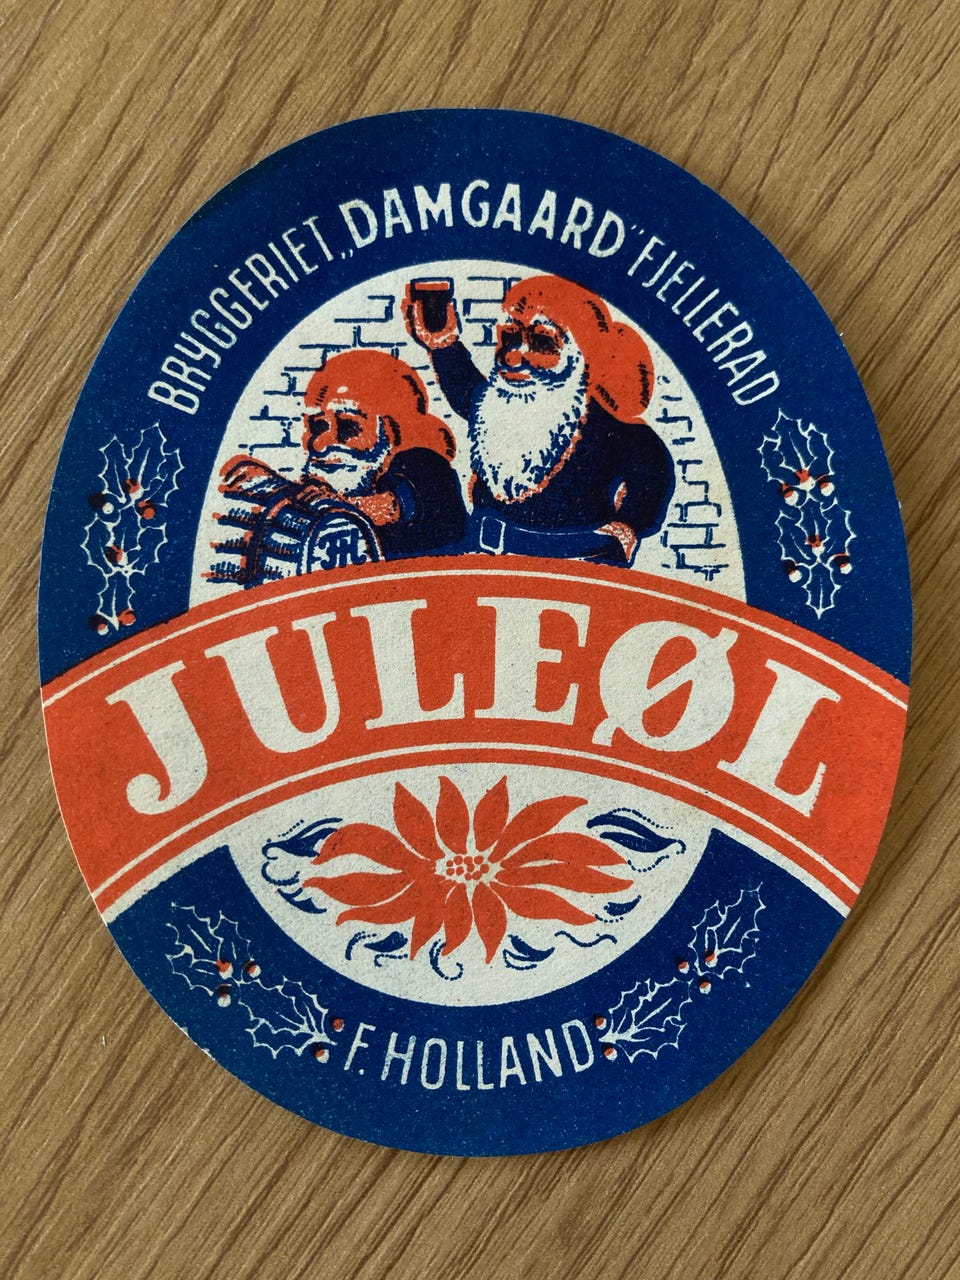 BRYGGERIET „DAMGAARD” FJELLERAD
JULEØL
F. HOLLAND